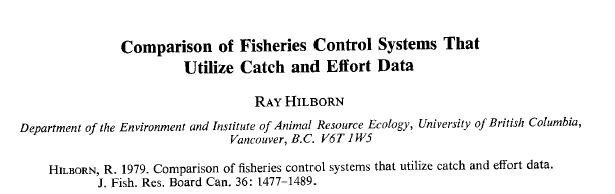 Comparison of Fisheries Control Systems That
Utilize Catch and Effort Data
RAY HILBORN
Department of the Environment and Institute of Animal Resource Ecology, University of British Columbia,
Vancouver, B.C. V6T 1W5
HILBORN, R. 1979. Comparison of fisheries control systems that utilize catch and effort data.
J. Fish. Res. Board Can. 36: 1477–1489.